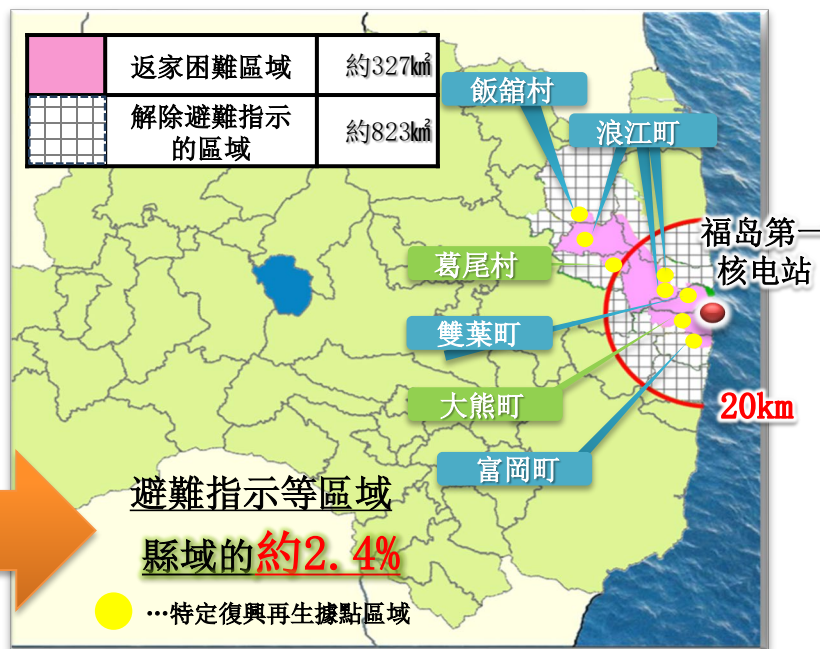 返家困難區域 約327㎢
解除避難指示
的區域 約823㎢
飯舘村
浪江町
福岛第一
核电站
葛尾村
雙葉町
大熊町
20km
富岡町
避難指示等區域
縣域的約2.4%
…特定復興再生據點區域